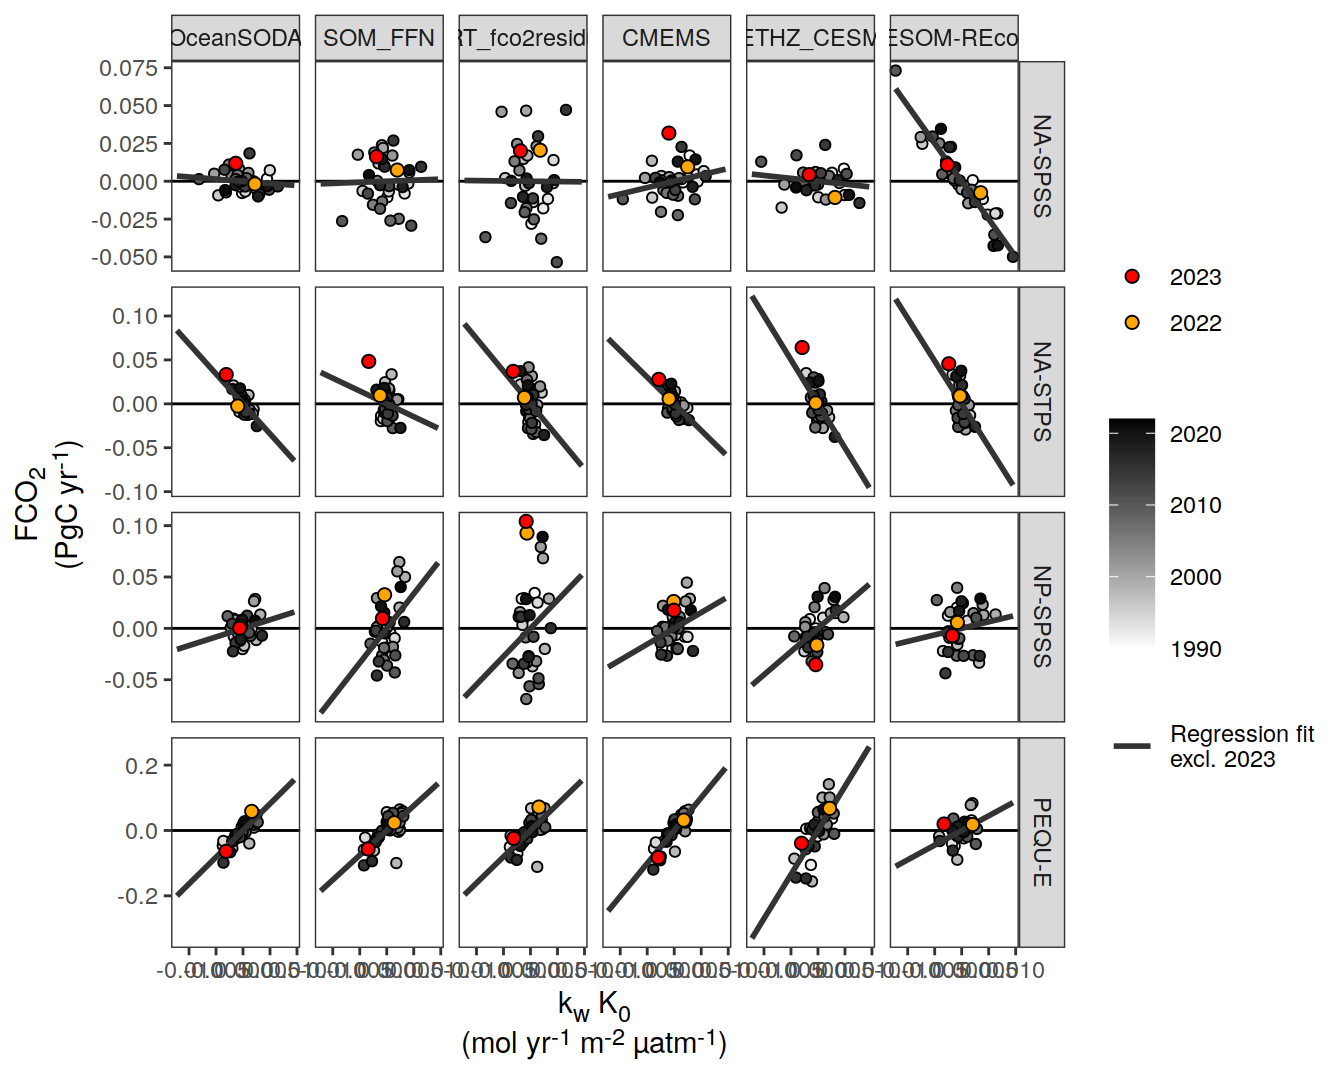 OceanSODA SOM_FFN RT_fco2resid CMEMS ETHZ_CESM ESOM-REco
0.075
0.050
0.025
0.000
-0.025
-0.050
NA-SPSS
0.10
0.05
0.00
-0.05
-0.10
NA-STPS
0.10
0.05
0.00
-0.05
NP-SPSS
0.2
0.0
-0.2
PEQU-E
FCO2
(PgC yr-1)
kw K0
(mol yr-1 m-2 µatm-1)
2023
2022
2020
2010
2000
1990
Regression fit
excl. 2023